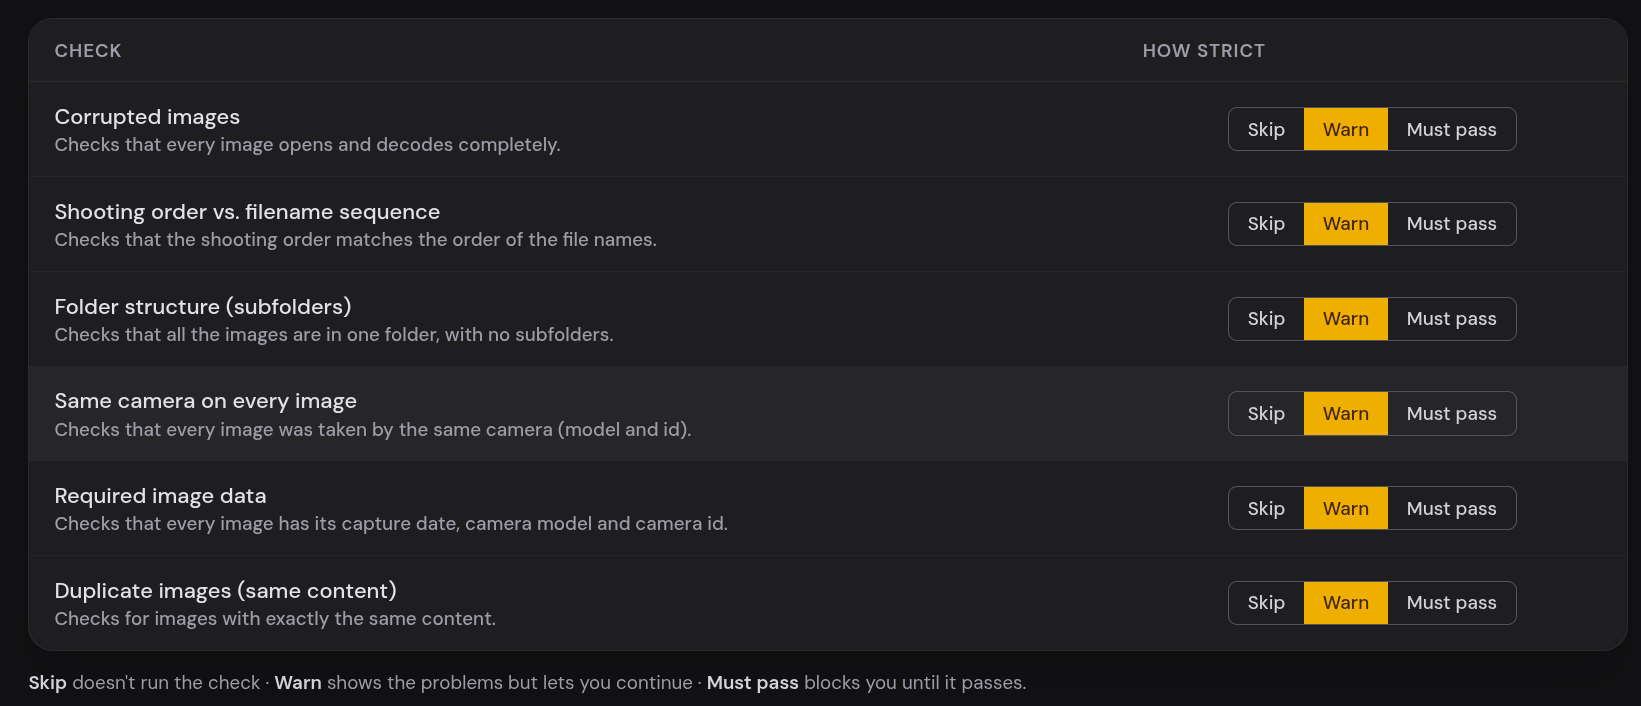 CHECK HOW STRICT
Corrupted images
Checks that every image opens and decodes completely.
Skip Warn Must pass
Shooting order vs. filename sequence
Checks that the shooting order matches the order of the file names.
Skip Warn Must pass
Folder structure (subfolders)
Checks that all the images are in one folder, with no subfolders.
Skip Warn Must pass
Same camera on every image
Checks that every image was taken by the same camera (model and id).
Skip Warn Must pass
Required image data
Checks that every image has its capture date, camera model and camera id.
Skip Warn Must pass
Duplicate images (same content)
Checks for images with exactly the same content.
Skip Warn Must pass
Skip doesn't run the check · Warn shows the problems but lets you continue · Must pass blocks you until it passes.